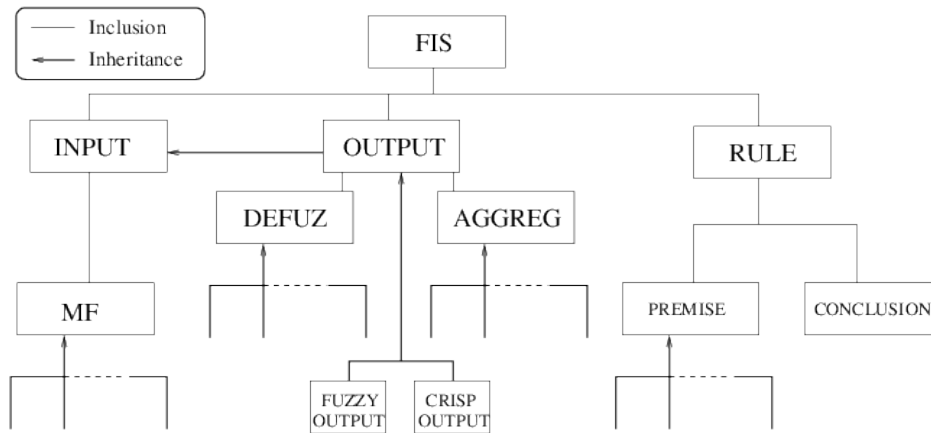 Inclusion
Inheritance
FIS
INPUT
OUTPUT
RULE
DEFUZ
AGGREG
MF
PREMISE
CONCLUSION
FUZZY
OUTPUT
CRISP
OUTPUT